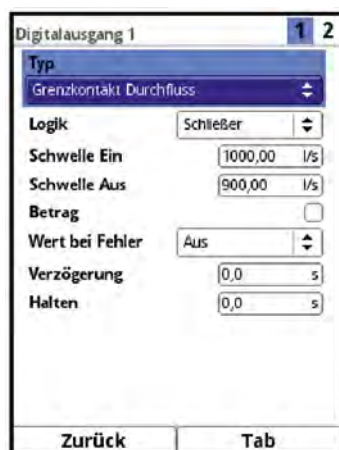 Digitalausgang 1 1 2
Typ
Grenzkontakt Durchfluss
Logik Schließer
Schwelle Ein 1000,00 l/s
Schwelle Aus 900,00 l/s
Betrag
Wert bei Fehler Aus
Verzögerung 0,0 s
Halten 0,0 s
Zurück Tab